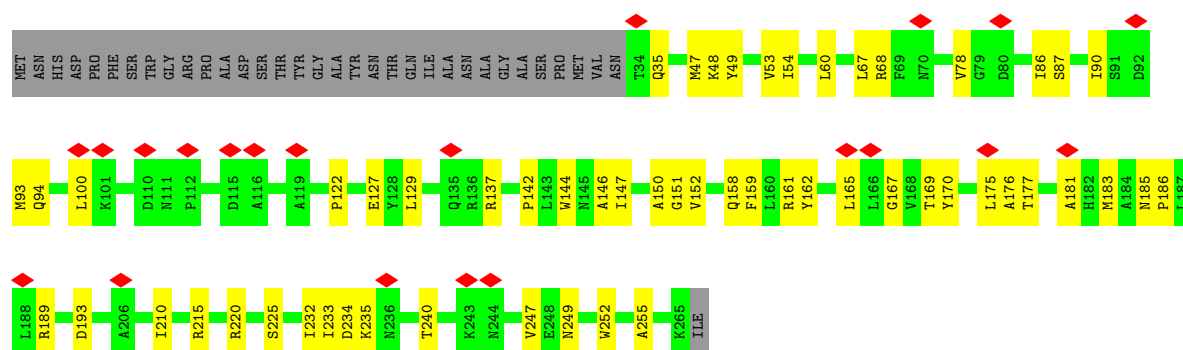 MET ASN HIS ASP PRO PHE SER TRP GLY ARG PRO ALA ASP SER THR TYR GLY ALA TYR ASN THR GLN ILE ALA ASN ALA GLY ALA SER PRO MET VAL ASN T34 Q35 M47 K48 Y49 V53 I54 L60 L67 R68 F69 N70 V78 G79 D80 I86 S87 I90 S91 D92
M93 Q94 L100 K101 D110 N111 P112 D115 A116 A119 P122 E127 Y128 L129 Q135 R136 R137 P142 L143 W144 N145 A146 I147 A150 G151 V152 Q158 F159 L160 R161 Y162 L165 L166 G167 V168 T169 Y170 L175 A176 T177 A181 H182 M183 A184 N185 P186 L187
L188 R189 D193 A206 I210 R215 R220 S225 I232 I233 D234 K235 N236 T240 K243 N244 V247 E248 N249 W252 A255 K265 ILE